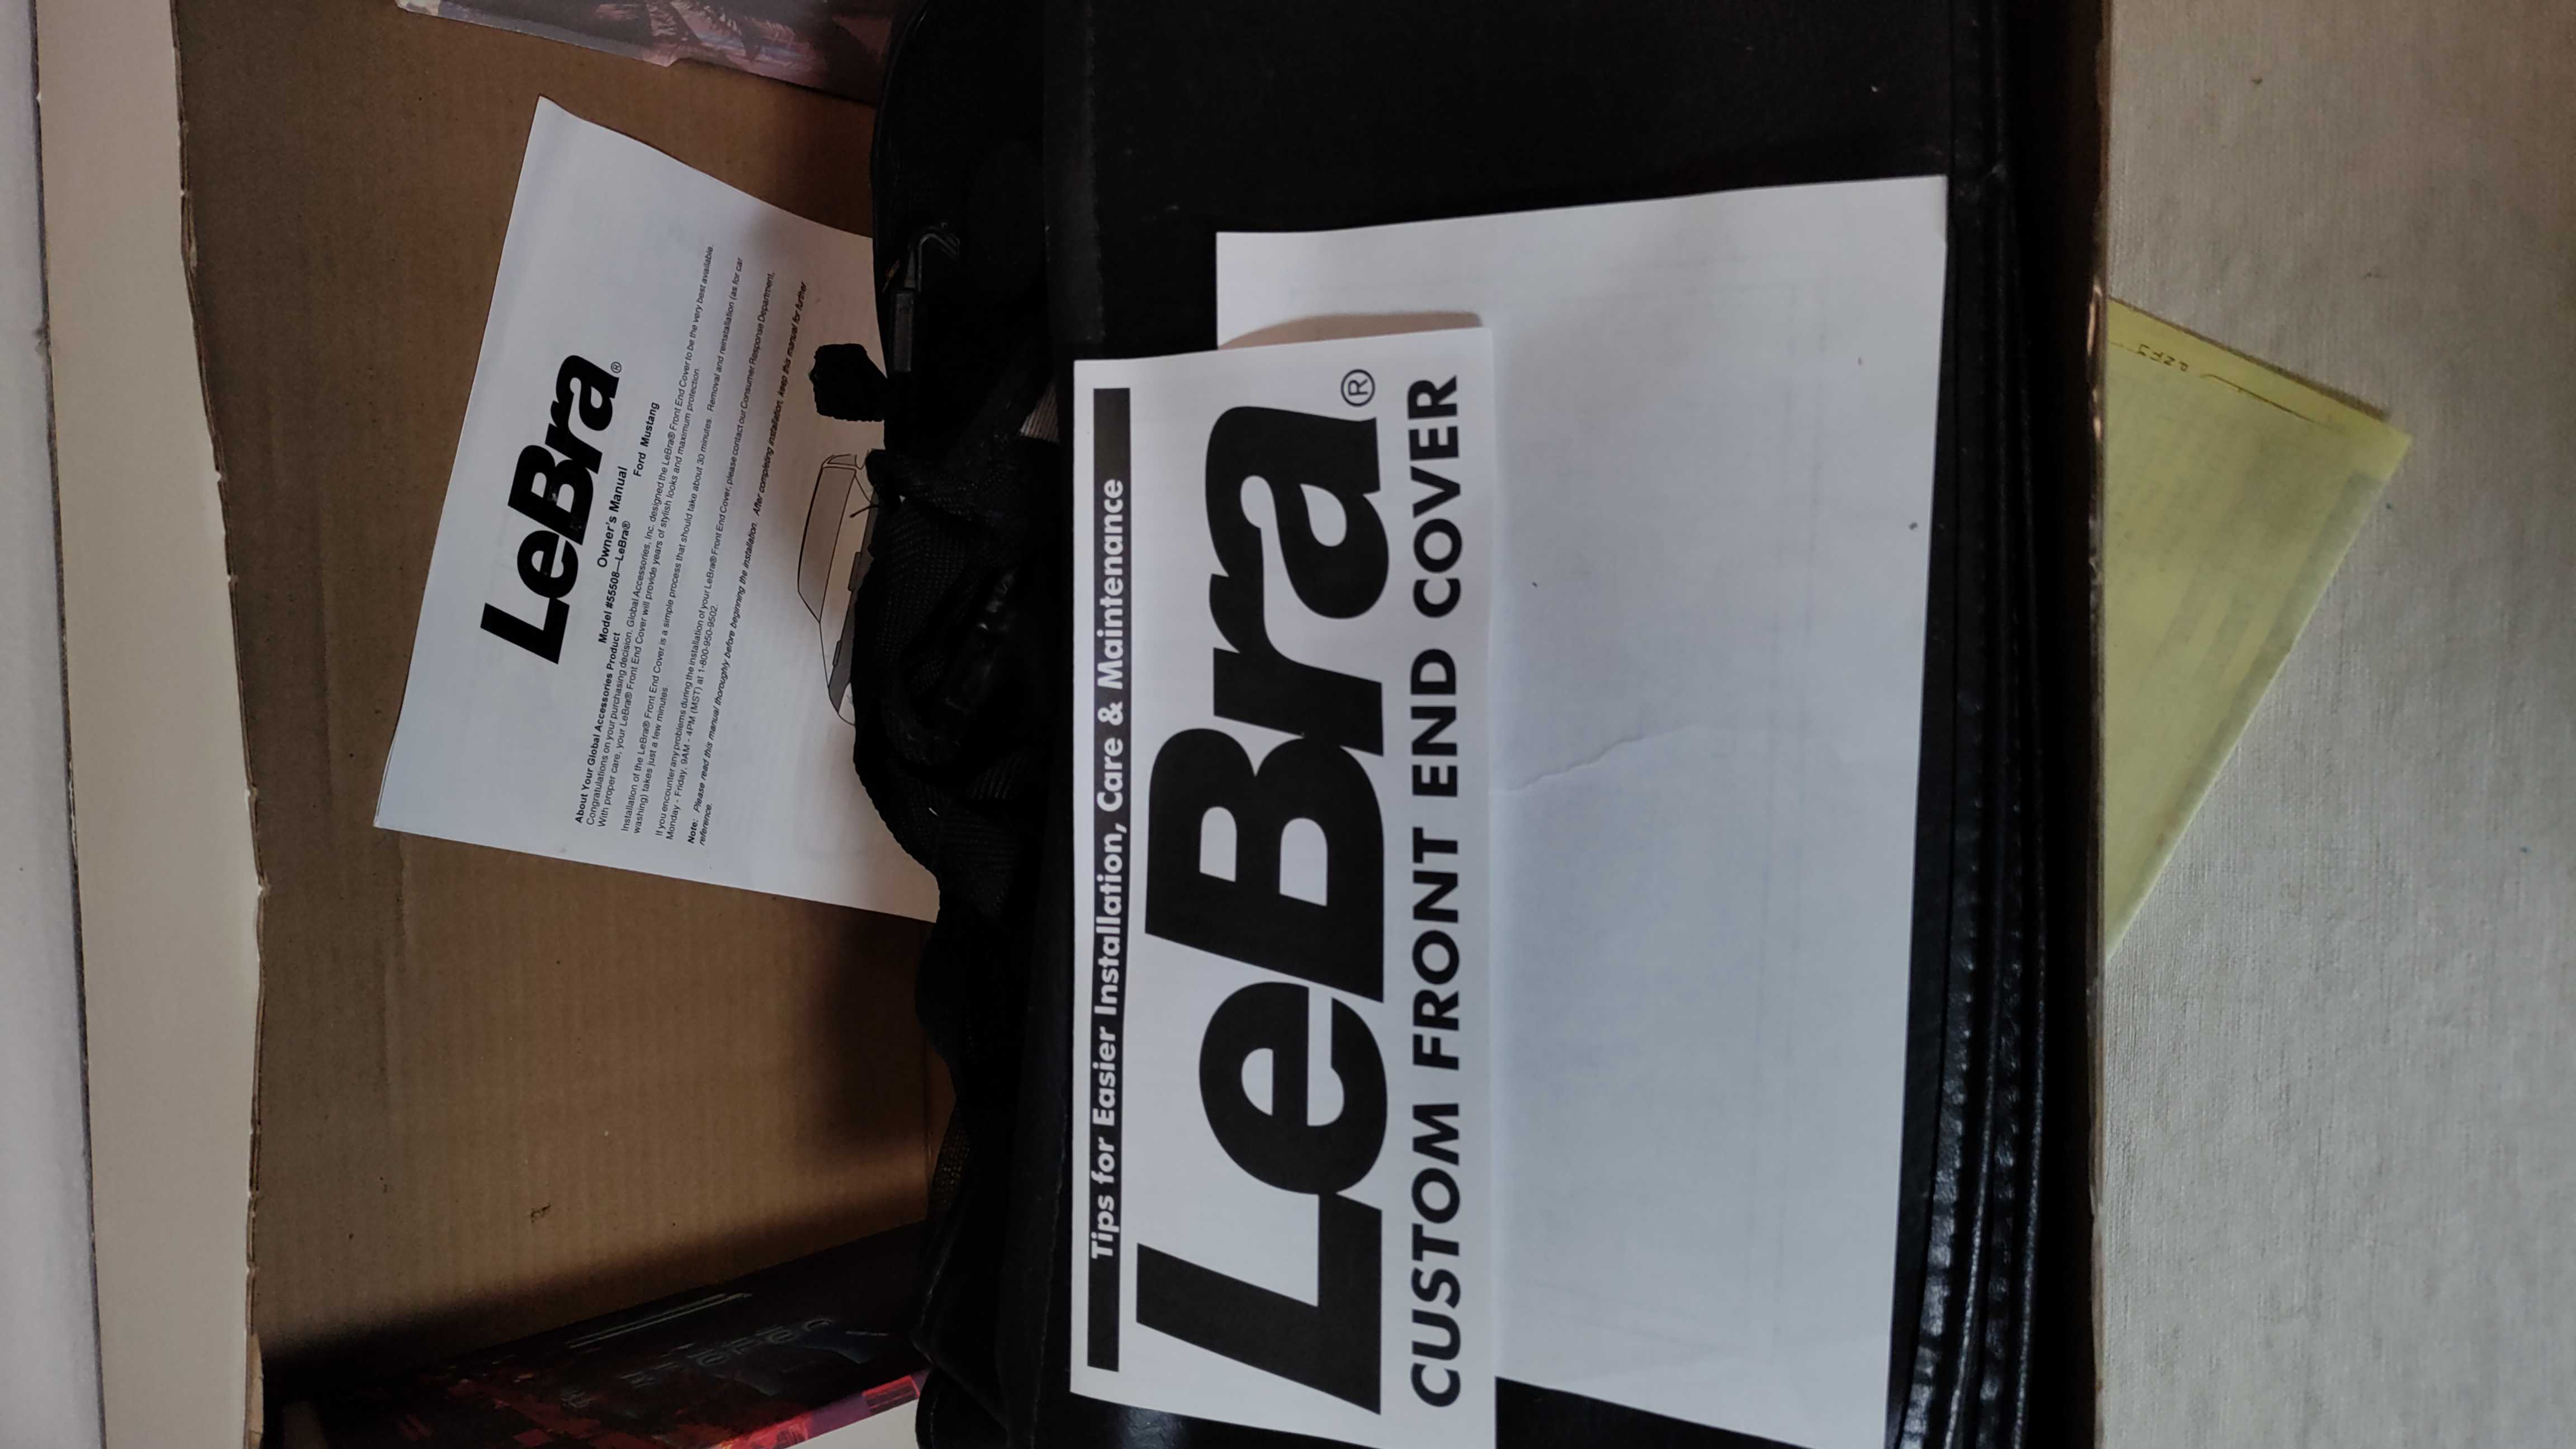 LeBra®
Owner's Manual
Model #55508—LeBra®
Ford Mustang
About Your Global Accessories Product
Congratulations on your purchasing decision. Global Accessories, Inc. designed the LeBra® Front End Cover to be the very best available.
With proper care, your LeBra® Front End Cover will provide years of stylish looks and maximum protection.
Installation of the LeBra® Front End Cover is a simple process that should take about 30 minutes. Removal and reinstallation (as for car
washing) takes just a few minutes.
If you encounter any problems during the installation of your LeBra® Front End Cover, please contact our Consumer Response Department,
Monday - Friday, 9AM - 4PM (MST) at 1-800-950-9502.
Note: Please read this manual thoroughly before beginning the installation. After completing installation, keep this manual for further
reference.
Tips for Easier Installation, Care & Maintenance
LeBra®
CUSTOM FRONT END COVER